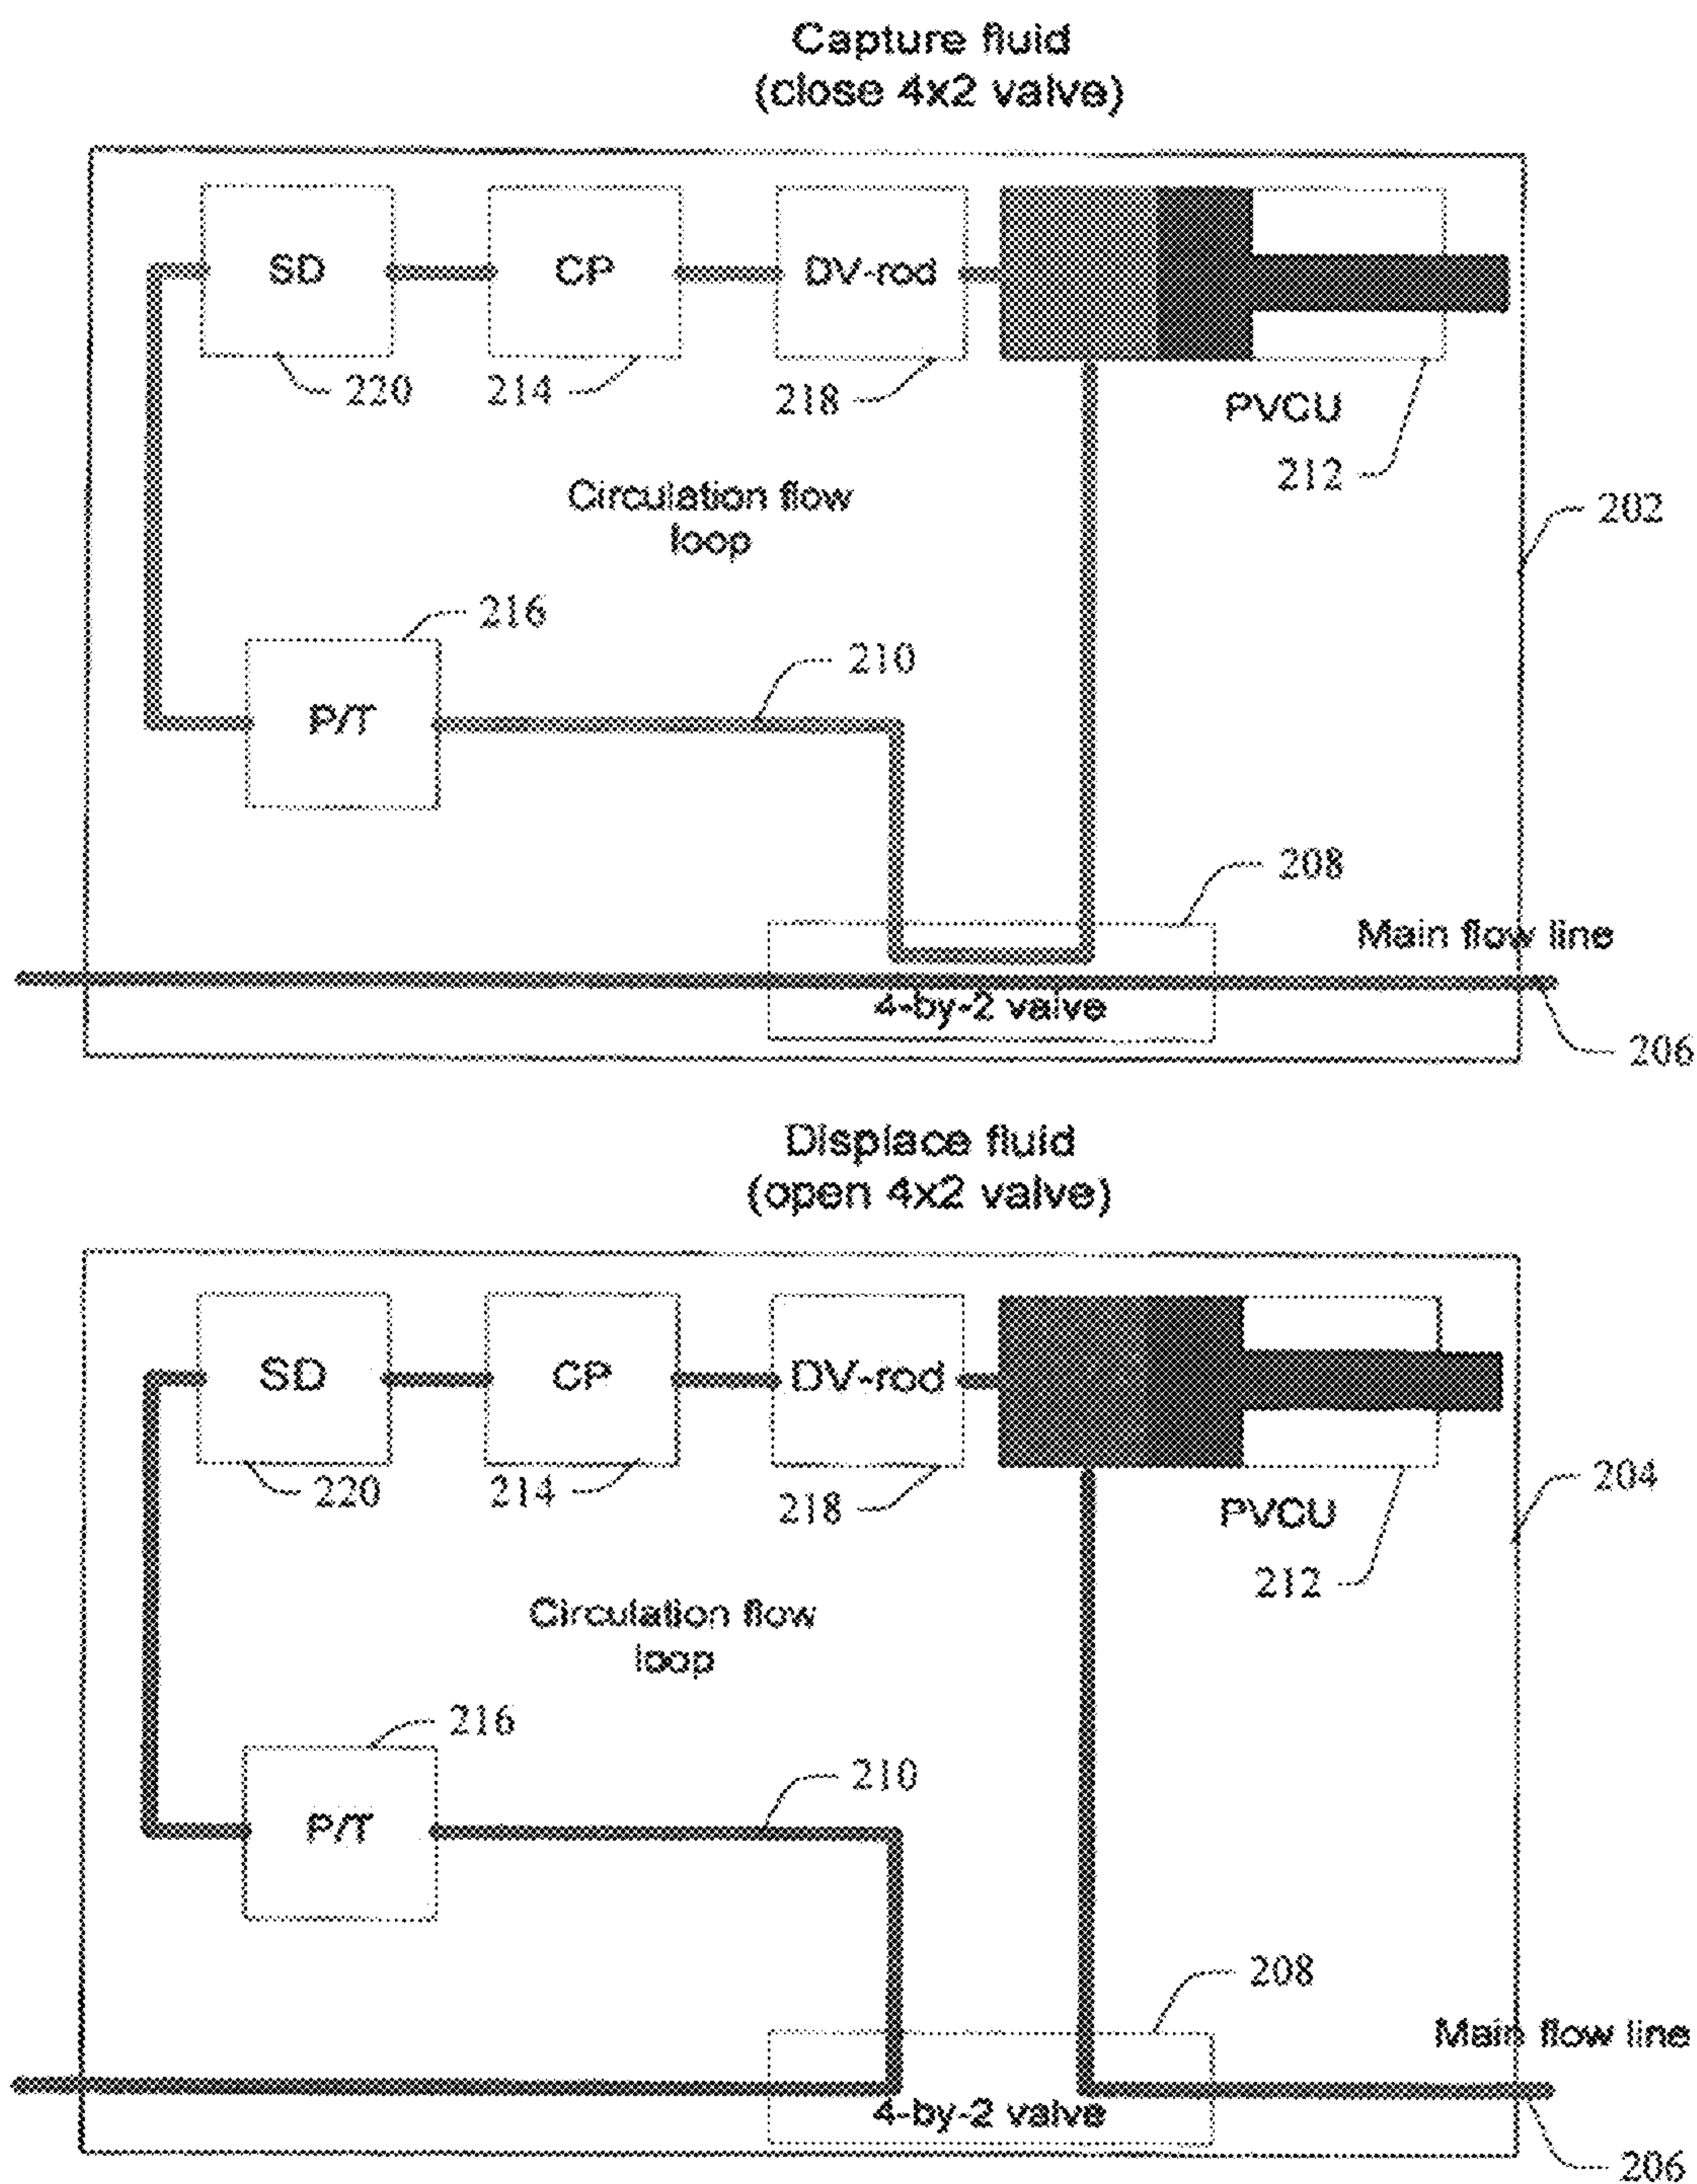 Capture fluid
(close 4x2 valve)
SD
CP
DV-rod
220
214
218
PVCU
212
202
Circulation flow
loop
216
210
P/T
208
Main flow line
4-by-2 valve
206
Displace fluid
(open 4x2 valve)
SD
CP
DV-rod
220
214
218
PVCU
212
204
Circulation flow
loop
216
210
P/T
208
Main flow line
4-by-2 valve
206